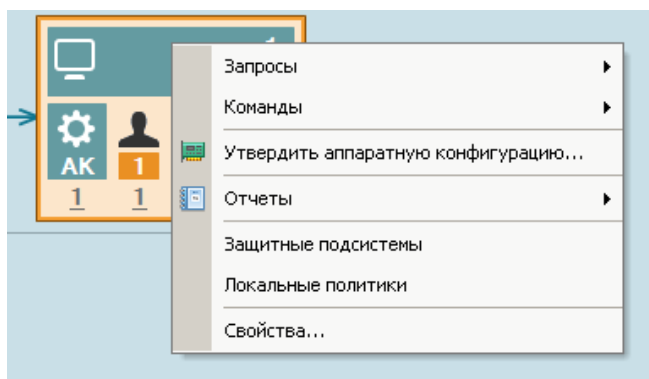 Запросы
Команды
АК
1
Утвердить аппаратную конфигурацию...
1
1
Отчеты
Защитные подсистемы
Локальные политики
Свойства...